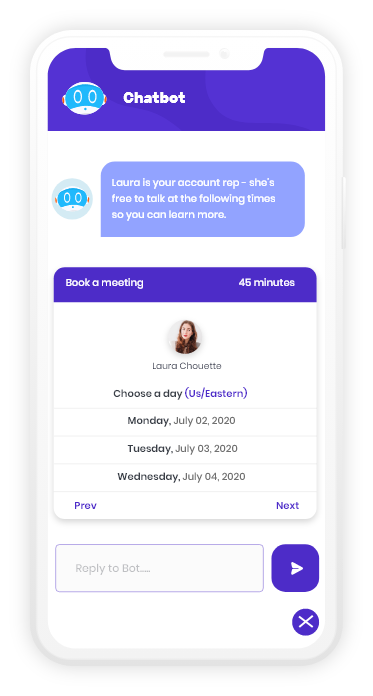 Chatbot
Laura is your account rep - she's
free to talk at the following times
so you can learn more.
Book a meeting 45 minutes
Laura Chouette
Choose a day (Us/Eastern)
Monday, July 02, 2020
Tuesday, July 03, 2020
Wednesday, July 04, 2020
Prev Next
Reply to Bot.....